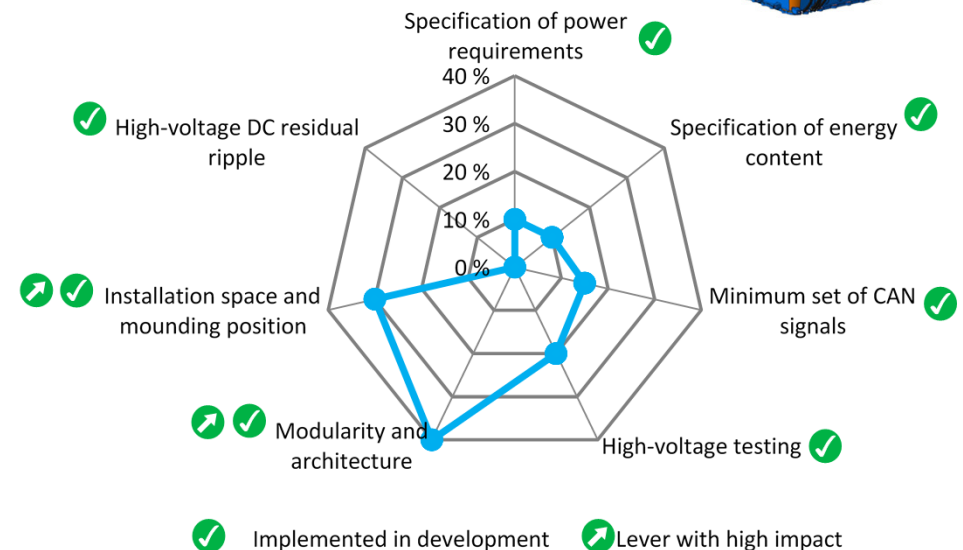 Specification of power
requirements
40 %
High-voltage DC residual
ripple
30 %
Specification of energy
content
20 %
10 %
0 %
Installation space and
mounding position
Minimum set of CAN
signals
Modularity and
architecture
High-voltage testing
Implemented in development
Lever with high impact